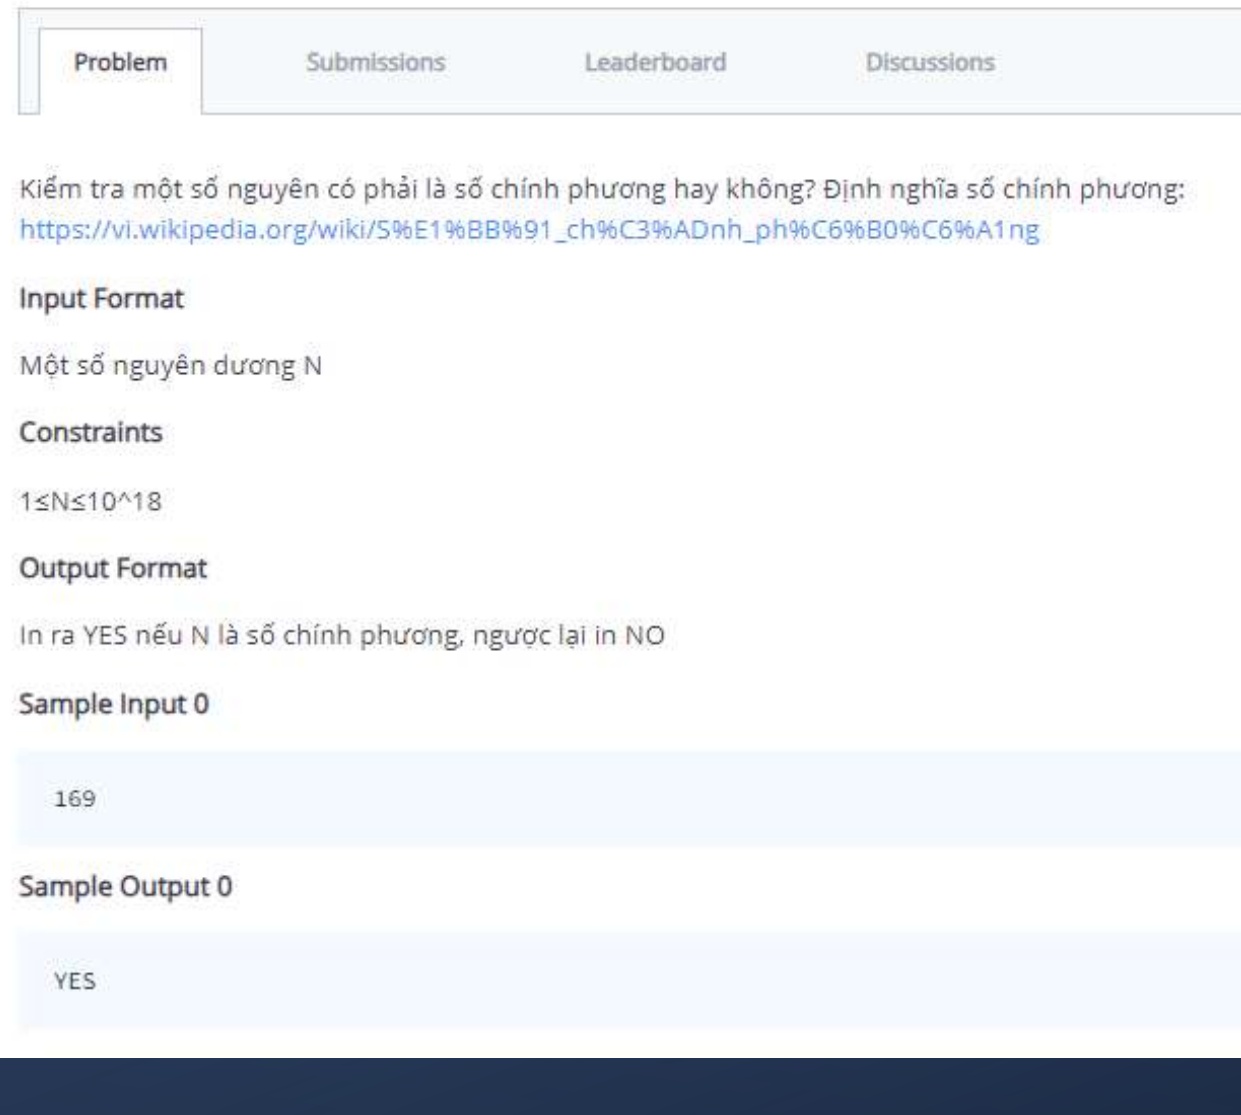 Problem Submissions Leaderboard Discussions
Kiểm tra một số nguyên có phải là số chính phương hay không? Định nghĩa số chính phương:
https://vi.wikipedia.org/wiki/S%E1%BB%91_ch%C3%ADnh_ph%C6%B0%C6%A1ng
Input Format
Một số nguyên dương N
Constraints
1≤N≤10^18
Output Format
In ra YES nếu N là số chính phương, ngược lại in NO
Sample Input 0
169
Sample Output 0
YES